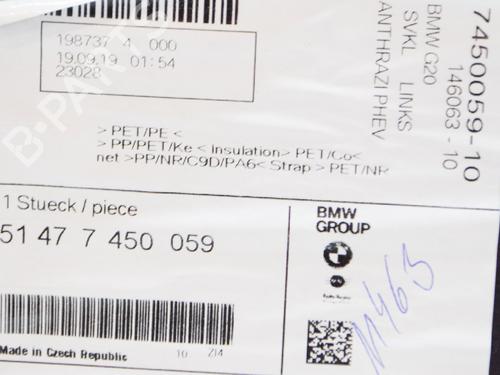 198737 4 000
19.09.19 01:54
23028
> PET/PE <
> PP/PET/Ke < Insulation> PET/Co<
net >PP/NR/C9D/PA6< Strap > PET/NR
1 Stueck / piece
51 47 7 450 059
Made in Czech Republic 10 ZI4
BMW
GROUP
11463
7450059-10
146063 - 10
BMW G20
SVKL LINKS
ANTHRAZI PHEV
B-PARTS